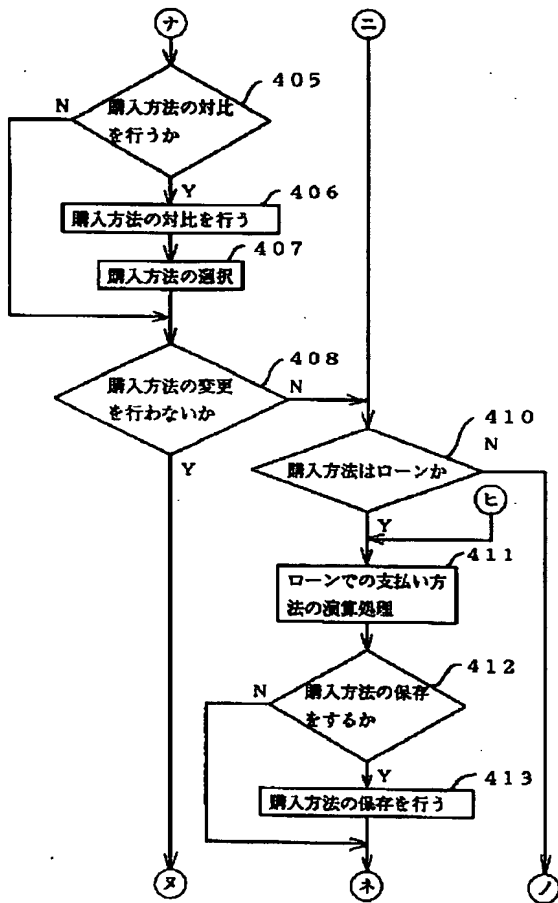 ナ
ニ
405
N
購入方法の対比
を行うか
Y
406
購入方法の対比を行う
407
購入方法の選択
408
購入方法の変更
を行わないか
N
Y
410
購入方法はローンか
N
ヒ
Y
411
ローンでの支払い方
法の演算処理
412
N
購入方法の保存
をするか
Y
413
購入方法の保存を行う
ヌ
ネ
ノ